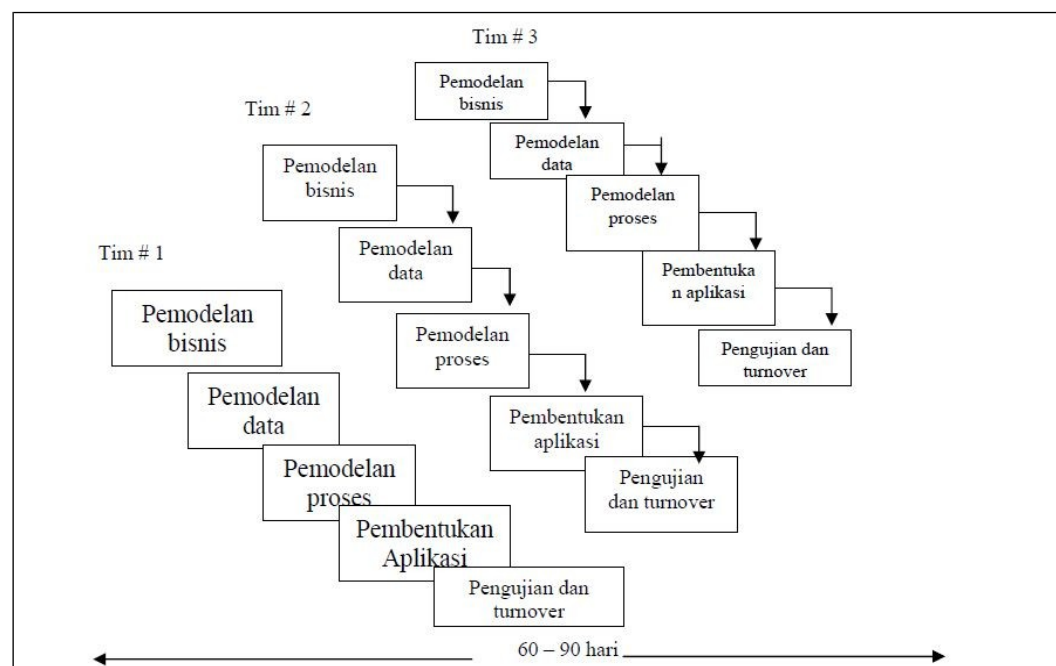 Tim # 3
Pemodelan
bisnis
Pemodelan
data
Pemodelan
proses
Pembentuka
n aplikasi
Pengujian dan
turnover
Tim # 2
Pemodelan
bisnis
Pemodelan
data
Pemodelan
proses
Pembentukan
aplikasi
Pengujian
dan turnover
Tim # 1
Pemodelan
bisnis
Pemodelan
data
Pemodelan
proses
Pembentukan
Aplikasi
Pengujian dan
turnover
60 – 90 hari